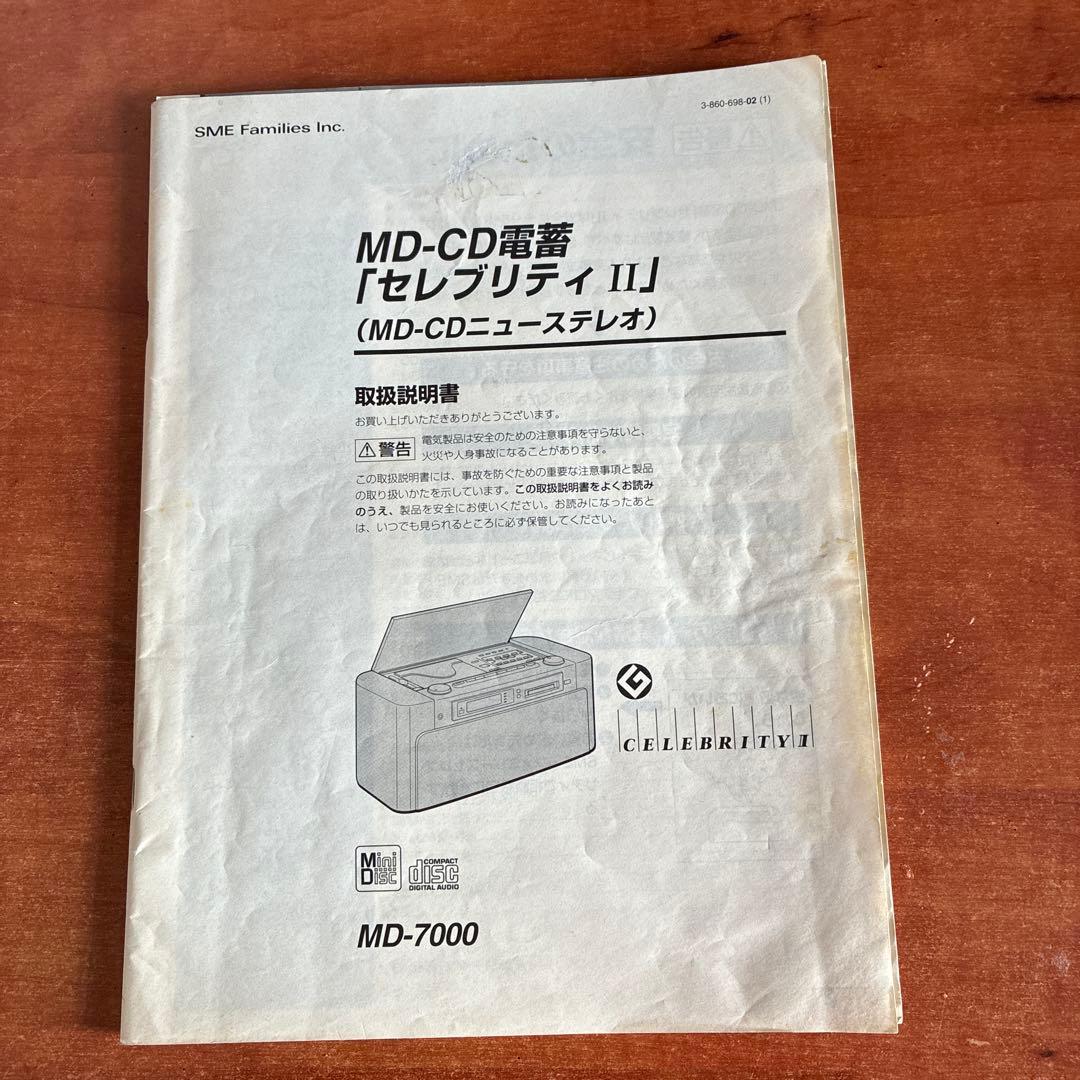 SME Families Inc.
3-860-698-02 (1)
MD-CD電蓄
「セレブリティ II」
(MD-CDニューステレオ)
取扱説明書
お買い上げいただきありがとうございます。
警告
電気製品は安全のための注意事項を守らないと、
火災や人身事故になることがあります。
この取扱説明書には、事故を防ぐための重要な注意事項と製品
の取り扱いかたを示しています。この取扱説明書をよくお読み
のうえ、製品を安全にお使いください。お読みになったあと
は、いつでも見られるところに必ず保管してください。
CELEBRITY II
Mini
Disc
COMPACT
disc
DIGITAL AUDIO
MD-7000